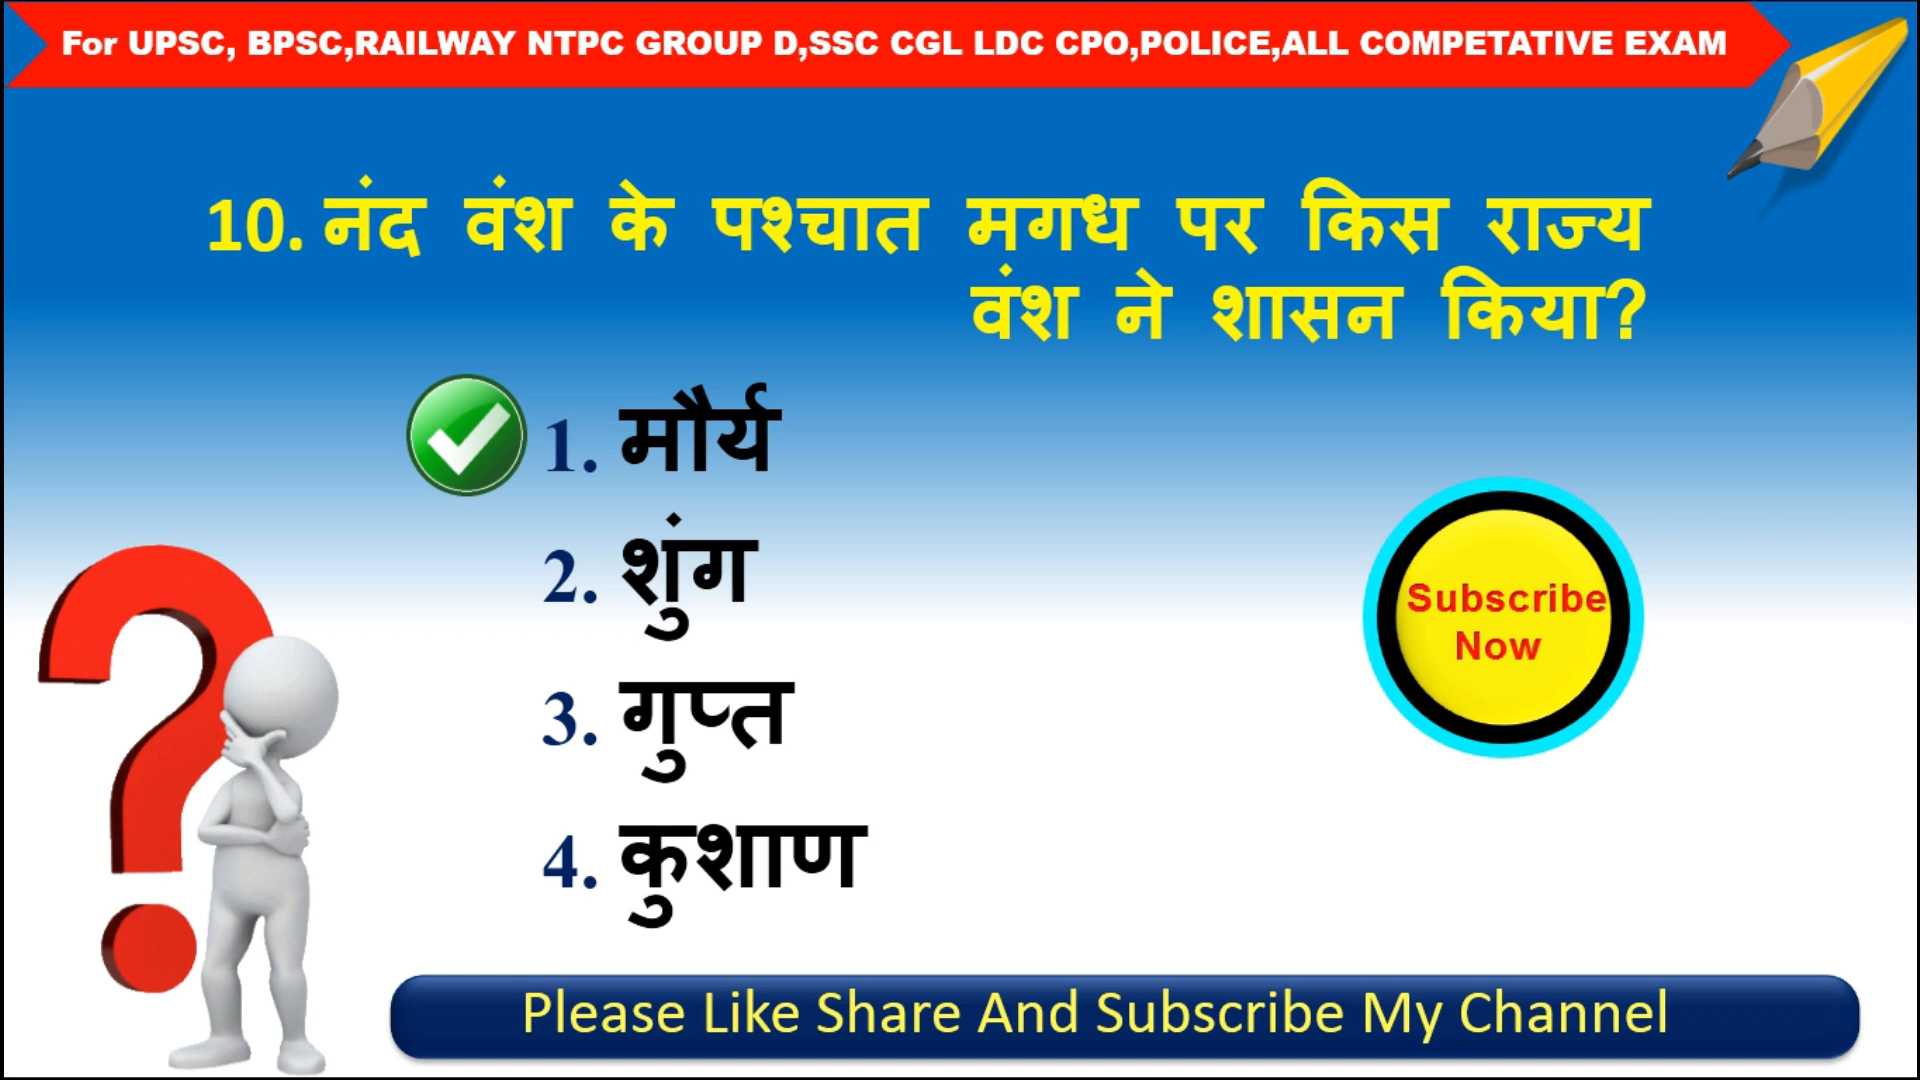 For UPSC, BPSC,RAILWAY NTPC GROUP D,SSC CGL LDC CPO,POLICE,ALL COMPETATIVE EXAM
10. नंद वंश के पश्चात मगध पर किस राज्य
वंश ने शासन किया?
1. मौर्य
2. शुंग
3. गुप्त
4. कुशाण
Subscribe
Now
Please Like Share And Subscribe My Channel